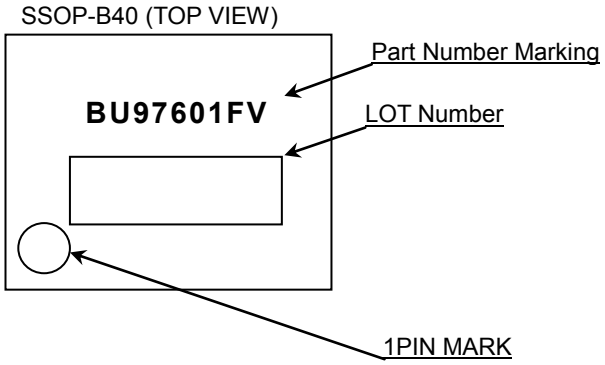 SSOP-B40 (TOP VIEW)
Part Number Marking
BU97601FV
LOT Number
1PIN MARK